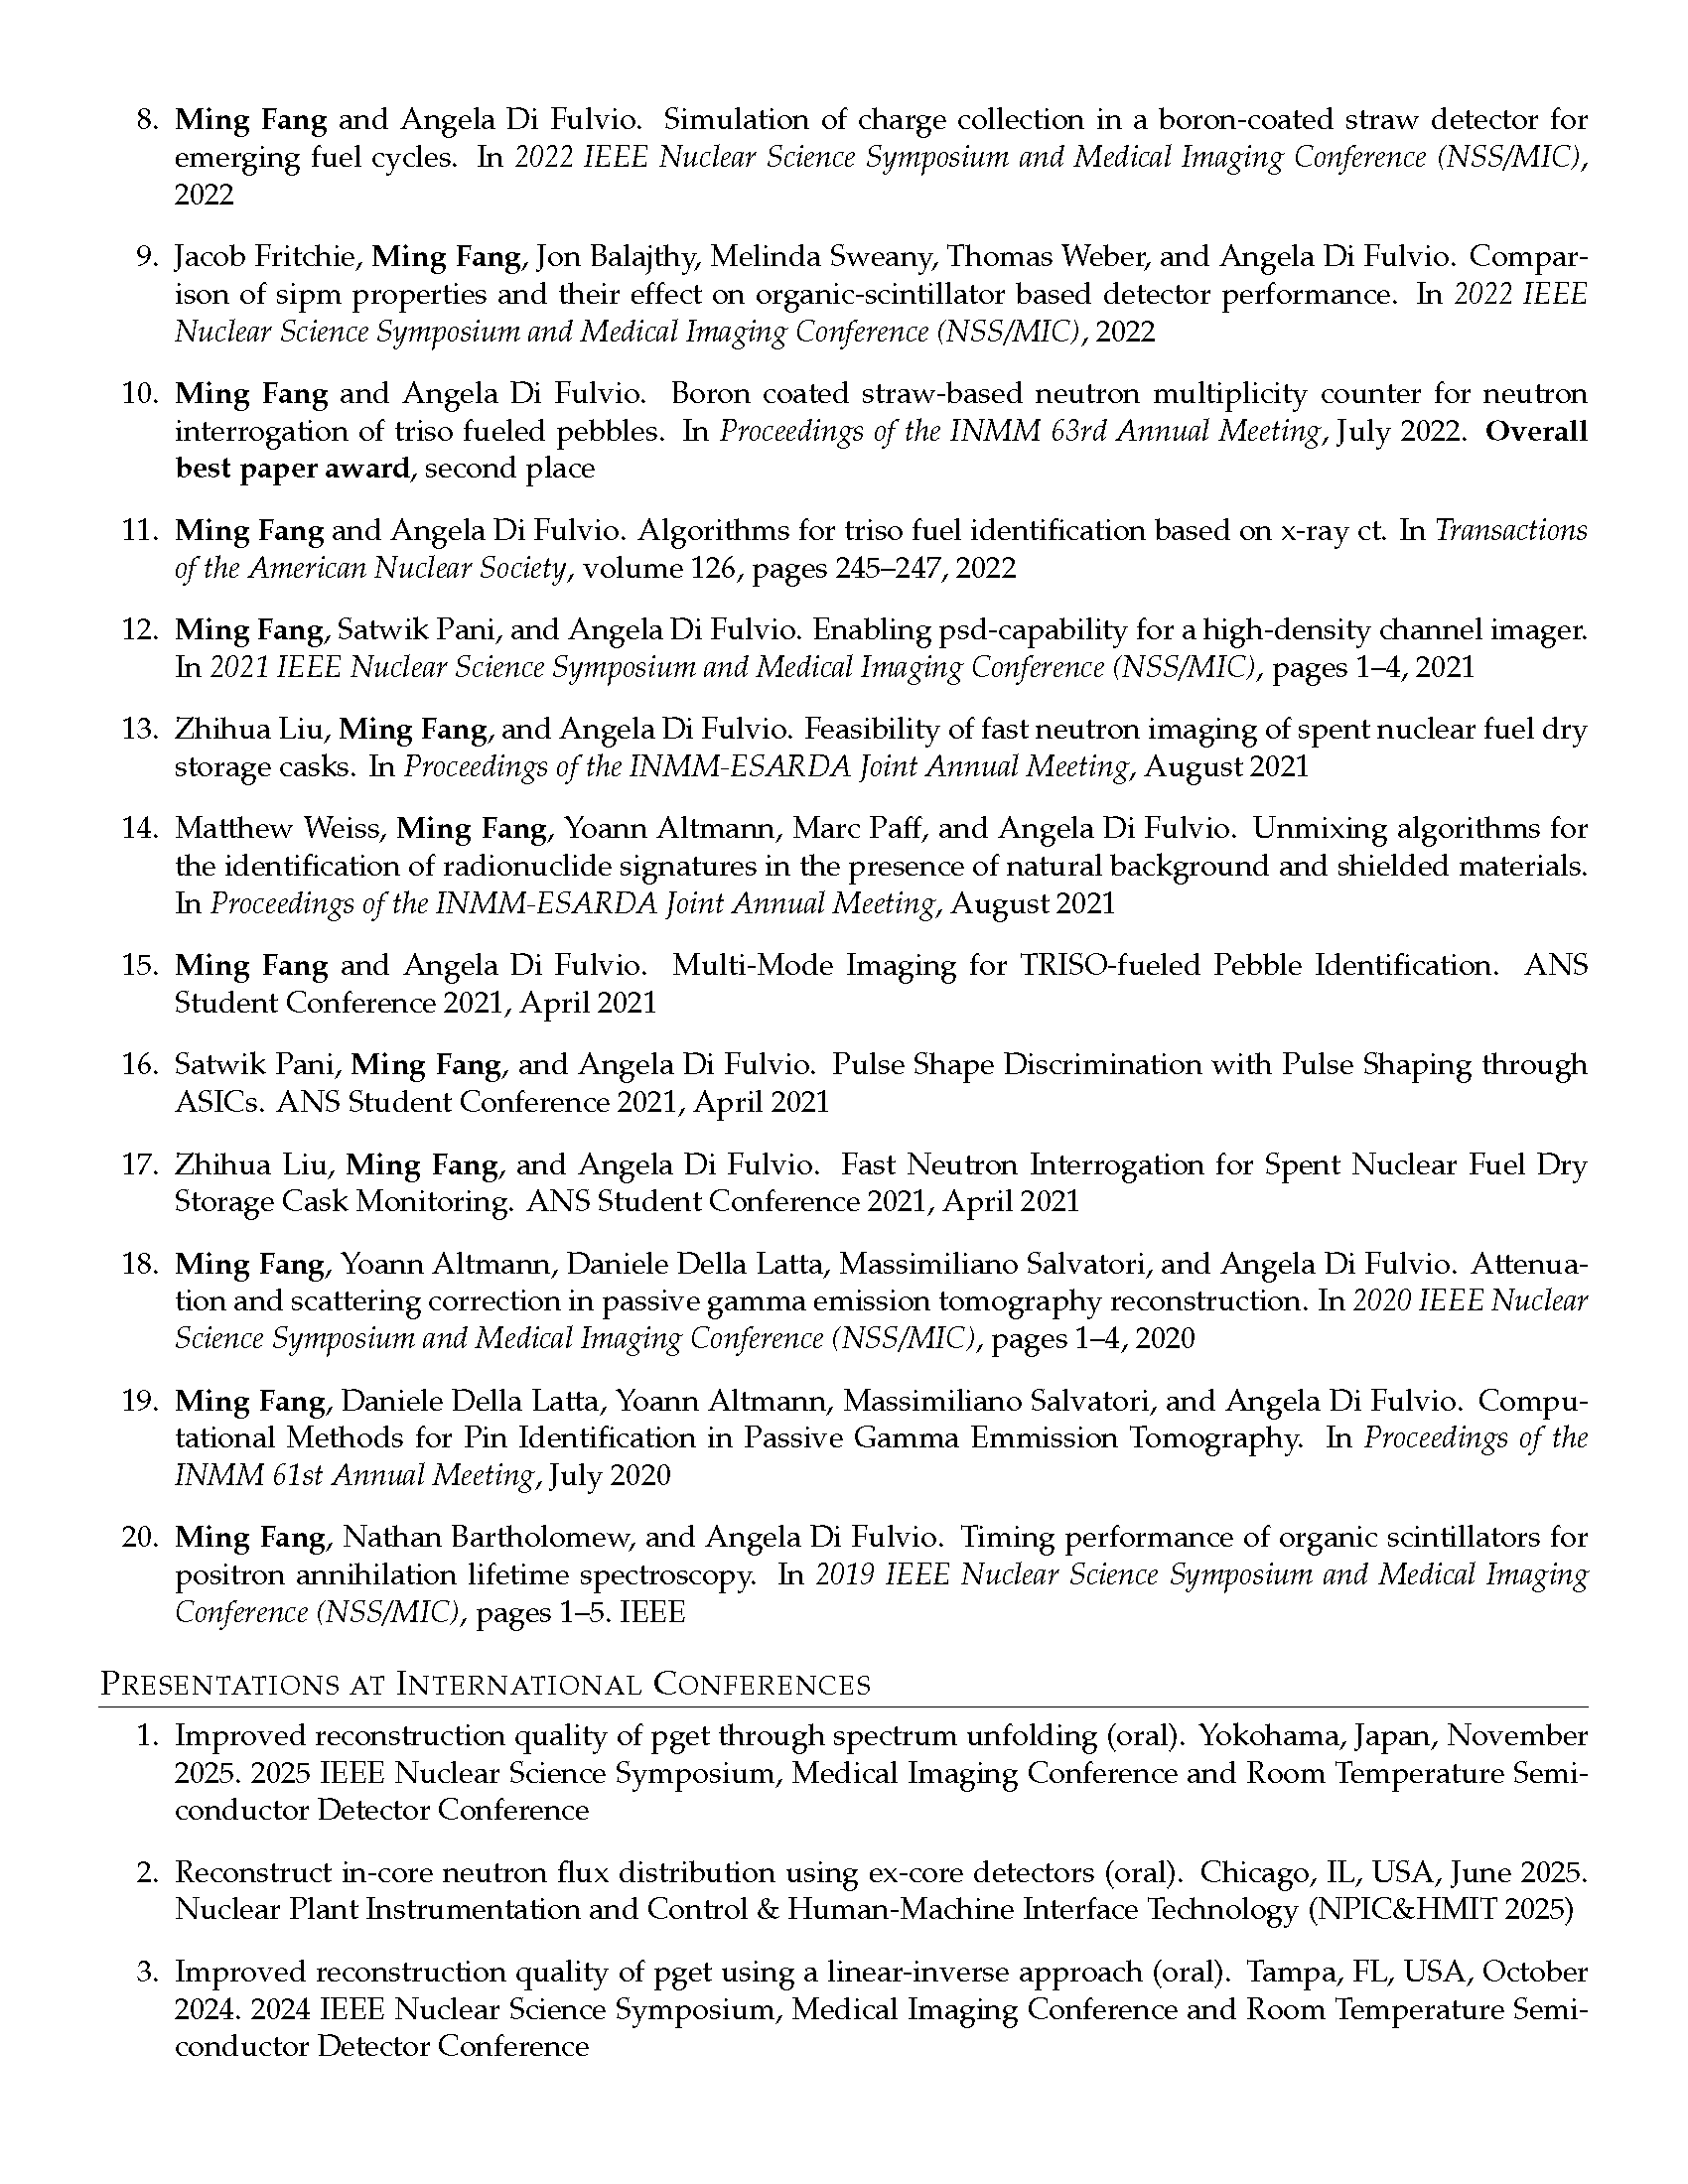 8. Ming Fang and Angela Di Fulvio. Simulation of charge collection in a boron-coated straw detector for
emerging fuel cycles. In 2022 IEEE Nuclear Science Symposium and Medical Imaging Conference (NSS/MIC),
2022
9. Jacob Fritchie, Ming Fang, Jon Balajthy, Melinda Sweany, Thomas Weber, and Angela Di Fulvio. Compar-
ison of sipm properties and their effect on organic-scintillator based detector performance. In 2022 IEEE
Nuclear Science Symposium and Medical Imaging Conference (NSS/MIC), 2022
10. Ming Fang and Angela Di Fulvio. Boron coated straw-based neutron multiplicity counter for neutron
interrogation of triso fueled pebbles. In Proceedings of the INMM 63rd Annual Meeting, July 2022. Overall
best paper award, second place
11. Ming Fang and Angela Di Fulvio. Algorithms for triso fuel identification based on x-ray ct. In Transactions
of the American Nuclear Society, volume 126, pages 245–247, 2022
12. Ming Fang, Satwik Pani, and Angela Di Fulvio. Enabling psd-capability for a high-density channel imager.
In 2021 IEEE Nuclear Science Symposium and Medical Imaging Conference (NSS/MIC), pages 1–4, 2021
13. Zhihua Liu, Ming Fang, and Angela Di Fulvio. Feasibility of fast neutron imaging of spent nuclear fuel dry
storage casks. In Proceedings of the INMM-ESARDA Joint Annual Meeting, August 2021
14. Matthew Weiss, Ming Fang, Yoann Altmann, Marc Paff, and Angela Di Fulvio. Unmixing algorithms for
the identification of radionuclide signatures in the presence of natural background and shielded materials.
In Proceedings of the INMM-ESARDA Joint Annual Meeting, August 2021
15. Ming Fang and Angela Di Fulvio. Multi-Mode Imaging for TRISO-fueled Pebble Identification. ANS
Student Conference 2021, April 2021
16. Satwik Pani, Ming Fang, and Angela Di Fulvio. Pulse Shape Discrimination with Pulse Shaping through
ASICs. ANS Student Conference 2021, April 2021
17. Zhihua Liu, Ming Fang, and Angela Di Fulvio. Fast Neutron Interrogation for Spent Nuclear Fuel Dry
Storage Cask Monitoring. ANS Student Conference 2021, April 2021
18. Ming Fang, Yoann Altmann, Daniele Della Latta, Massimiliano Salvatori, and Angela Di Fulvio. Attenua-
tion and scattering correction in passive gamma emission tomography reconstruction. In 2020 IEEE Nuclear
Science Symposium and Medical Imaging Conference (NSS/MIC), pages 1–4, 2020
19. Ming Fang, Daniele Della Latta, Yoann Altmann, Massimiliano Salvatori, and Angela Di Fulvio. Compu-
tational Methods for Pin Identification in Passive Gamma Emmission Tomography. In Proceedings of the
INMM 61st Annual Meeting, July 2020
20. Ming Fang, Nathan Bartholomew, and Angela Di Fulvio. Timing performance of organic scintillators for
positron annihilation lifetime spectroscopy. In 2019 IEEE Nuclear Science Symposium and Medical Imaging
Conference (NSS/MIC), pages 1–5. IEEE
PRESENTATIONS AT INTERNATIONAL CONFERENCES
1. Improved reconstruction quality of pget through spectrum unfolding (oral). Yokohama, Japan, November
2025. 2025 IEEE Nuclear Science Symposium, Medical Imaging Conference and Room Temperature Semi-
conductor Detector Conference
2. Reconstruct in-core neutron flux distribution using ex-core detectors (oral). Chicago, IL, USA, June 2025.
Nuclear Plant Instrumentation and Control & Human-Machine Interface Technology (NPIC&HMIT 2025)
3. Improved reconstruction quality of pget using a linear-inverse approach (oral). Tampa, FL, USA, October
2024. 2024 IEEE Nuclear Science Symposium, Medical Imaging Conference and Room Temperature Semi-
conductor Detector Conference